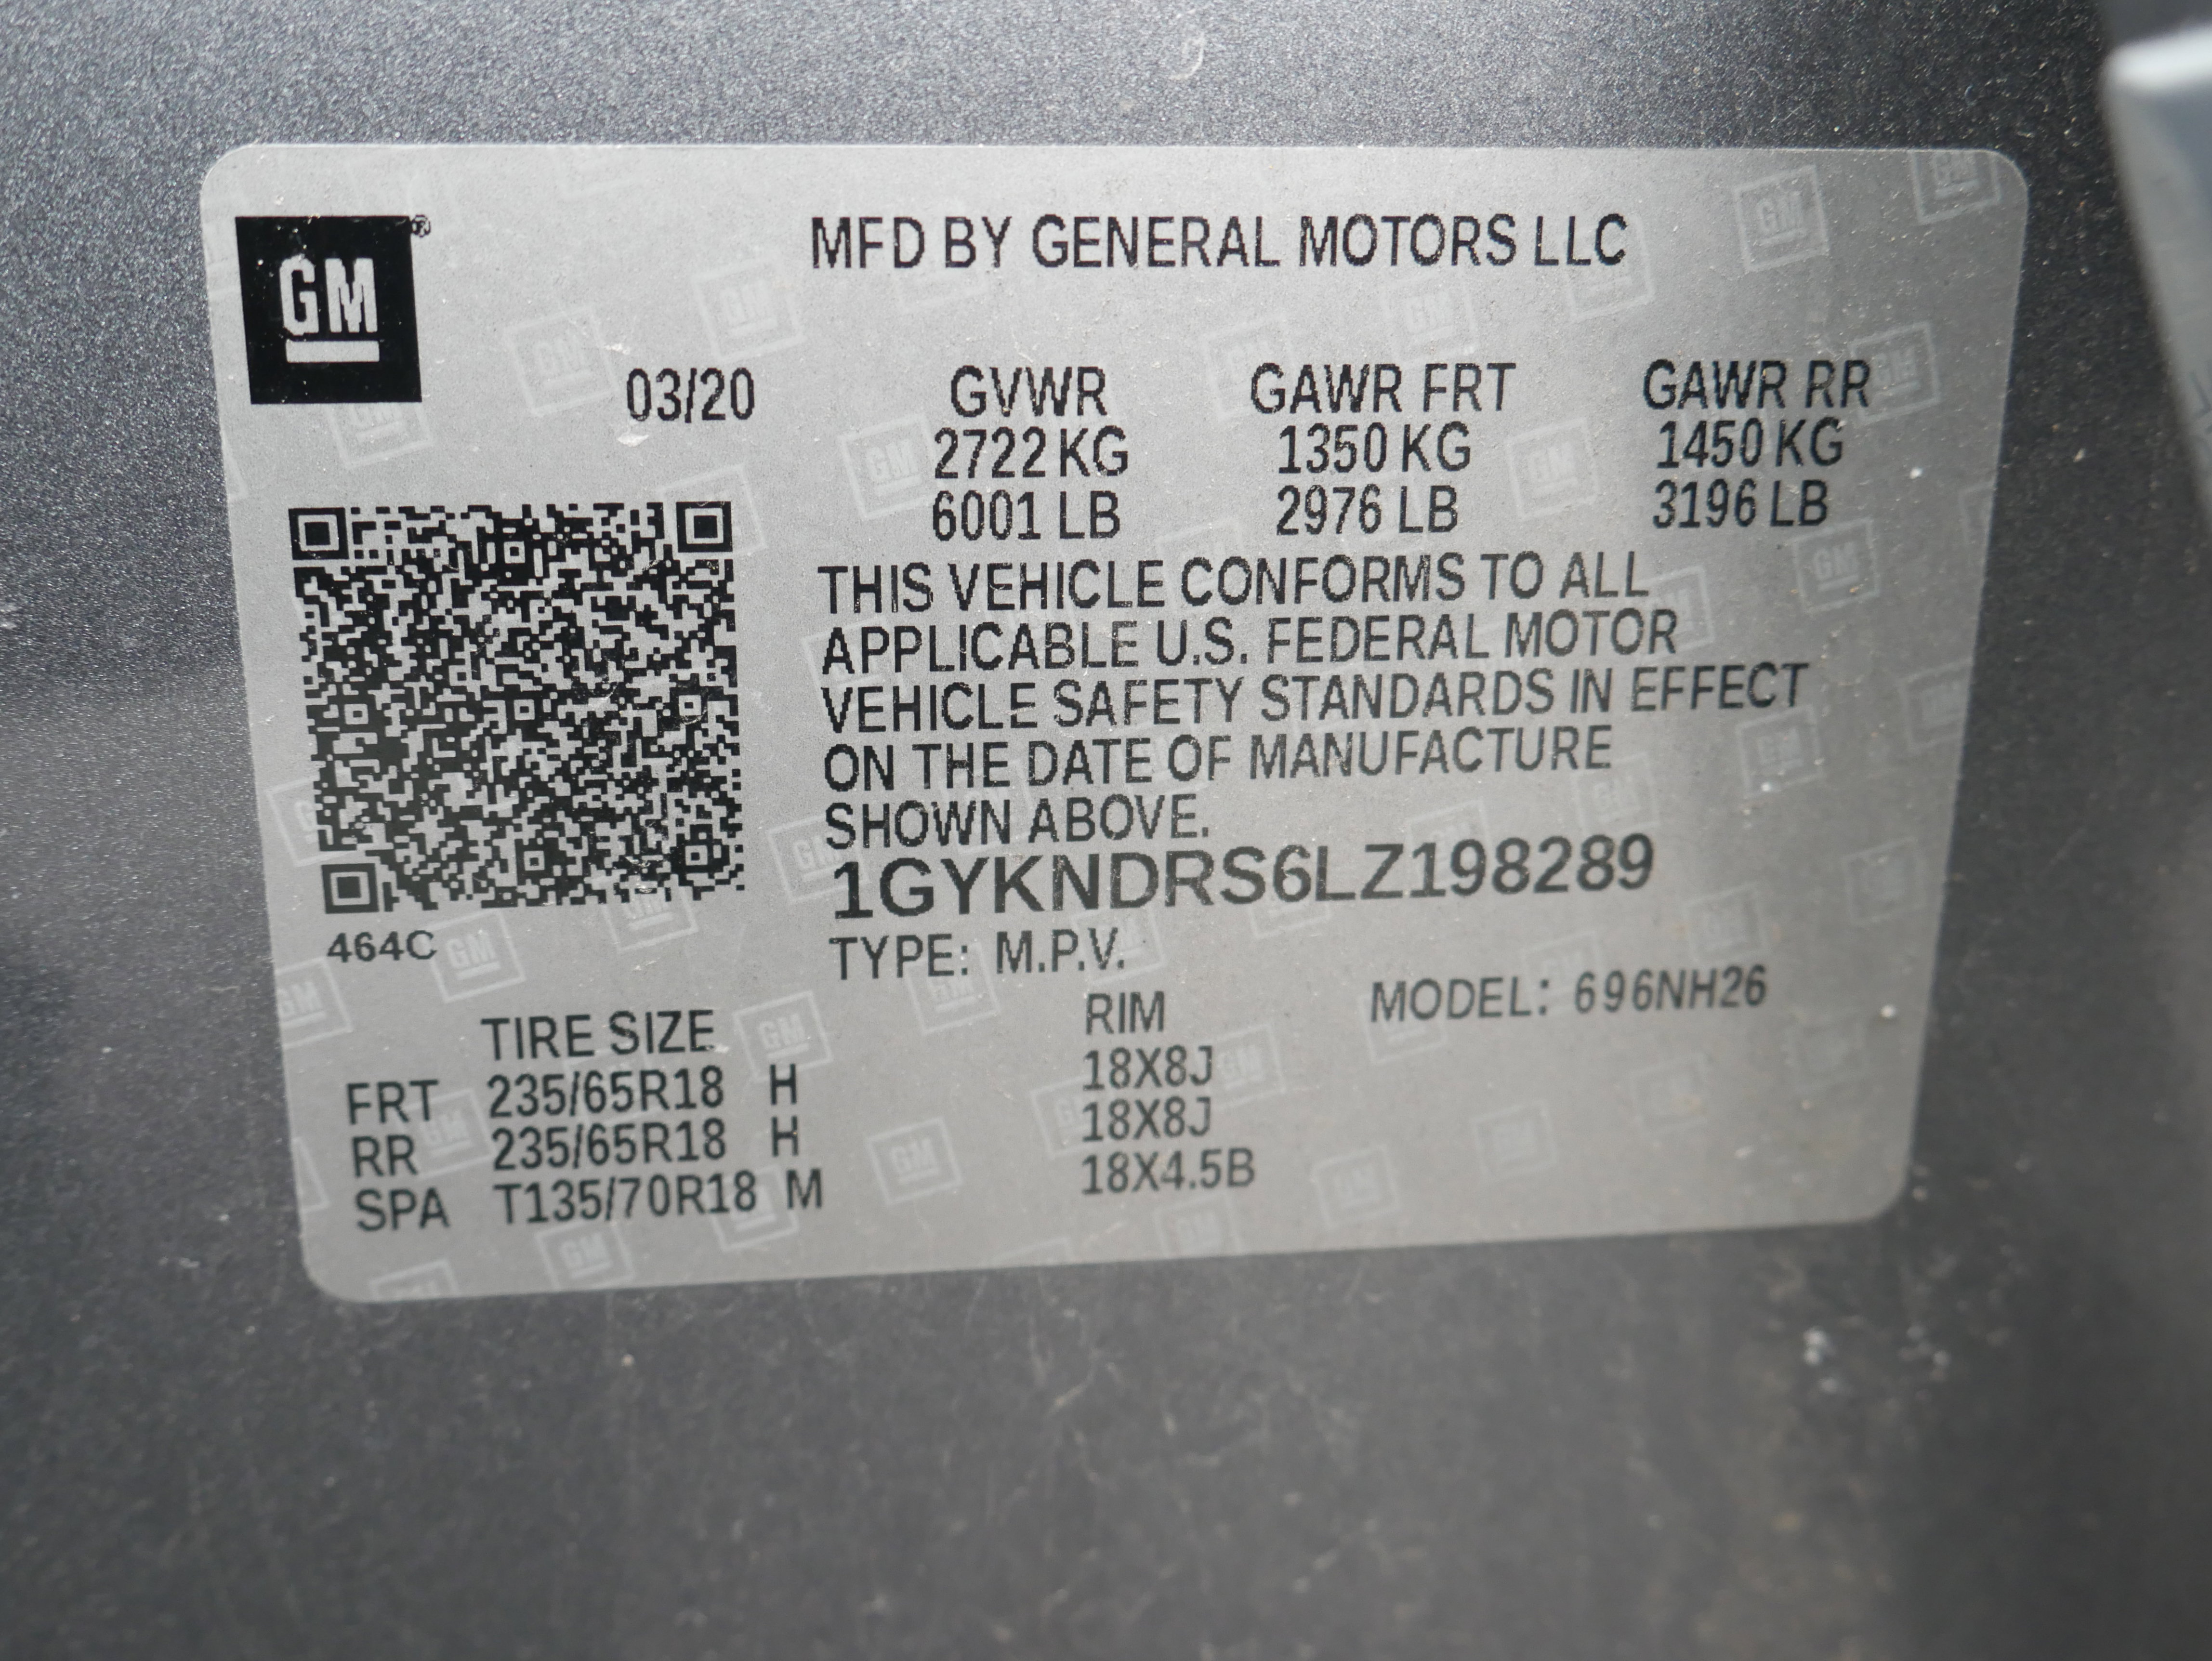 GM ®
MFD BY GENERAL MOTORS LLC
03/20 GVWR GAWR FRT GAWR RR
2722 KG 1350 KG 1450 KG
6001 LB 2976 LB 3196 LB
THIS VEHICLE CONFORMS TO ALL
APPLICABLE U.S. FEDERAL MOTOR
VEHICLE SAFETY STANDARDS IN EFFECT
ON THE DATE OF MANUFACTURE
SHOWN ABOVE.
1GYKNDRS6LZ198289
464C
TYPE: M.P.V.
MODEL: 696NH26
TIRE SIZE RIM
FRT 235/65R18 H 18X8J
RR 235/65R18 H 18X8J
SPA T135/70R18 M 18X4.5B